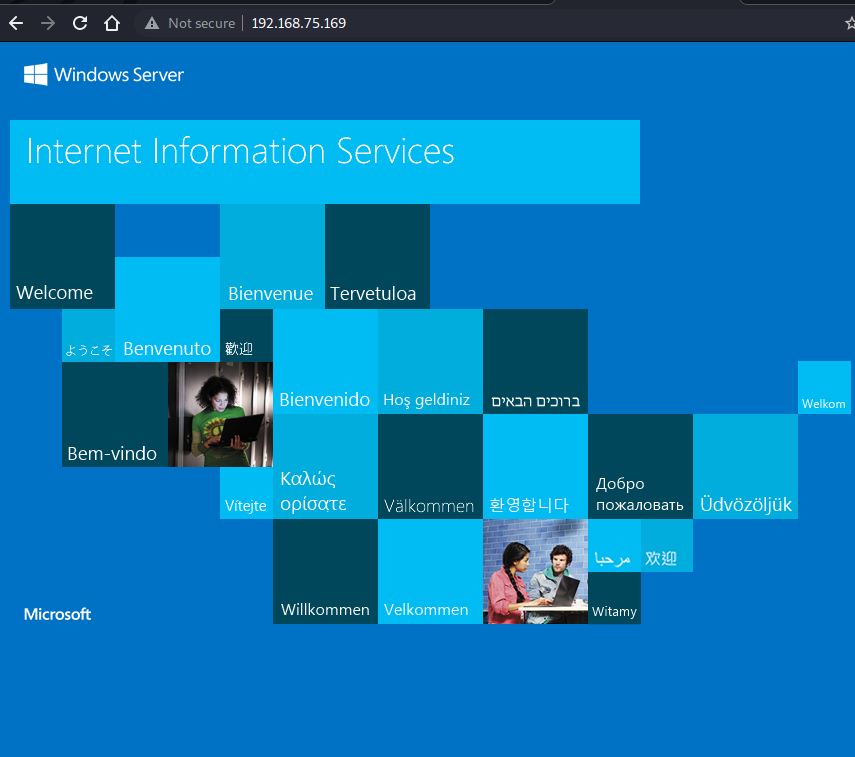 Not secure | 192.168.75.169
Windows Server
Internet Information Services
Welcome
Bienvenue
Tervetuloa
ようこそ
Benvenuto
歡迎
Bienvenido
Hoş geldiniz
ברוכים הבאים
Welkom
Bem-vindo
Vítejte
Καλώς
ορίσατε
Välkommen
환영합니다
Добро
пожаловать
Üdvözöljük
Willkommen
Velkommen
مرحبا
欢迎
Witamy
Microsoft